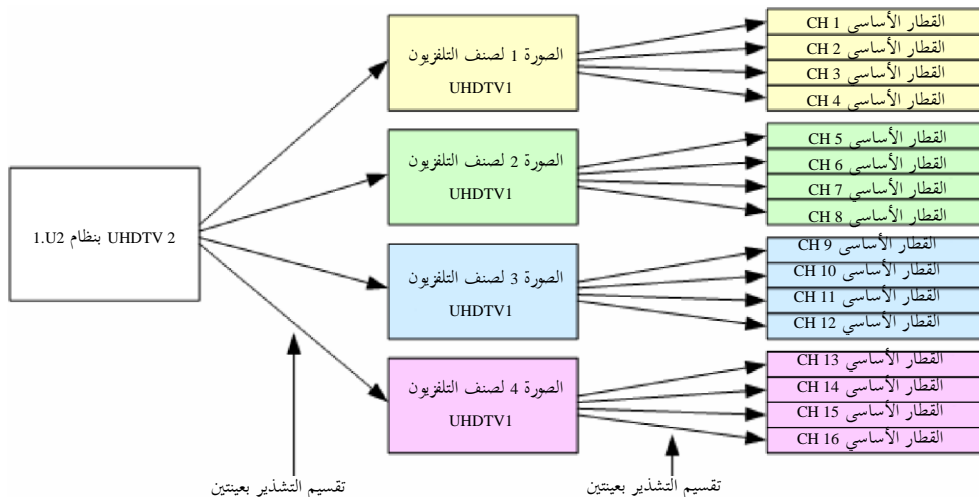 UHDTV 2 بنظام 1.U2
الصورة 1 لصنف التلفزيون
UHDTV1
القطار الأساسي CH 1
القطار الأساسي CH 2
القطار الأساسي CH 3
القطار الأساسي CH 4
الصورة 2 لصنف التلفزيون
UHDTV1
القطار الأساسي CH 5
القطار الأساسي CH 6
القطار الأساسي CH 7
القطار الأساسي CH 8
الصورة 3 لصنف التلفزيون
UHDTV1
القطار الأساسي CH 9
القطار الأساسي CH 10
القطار الأساسي CH 11
القطار الأساسي CH 12
الصورة 4 لصنف التلفزيون
UHDTV1
القطار الأساسي CH 13
القطار الأساسي CH 14
القطار الأساسي CH 15
القطار الأساسي CH 16
تقسيم التشذير بعينتين
تقسيم التشذير بعينتين